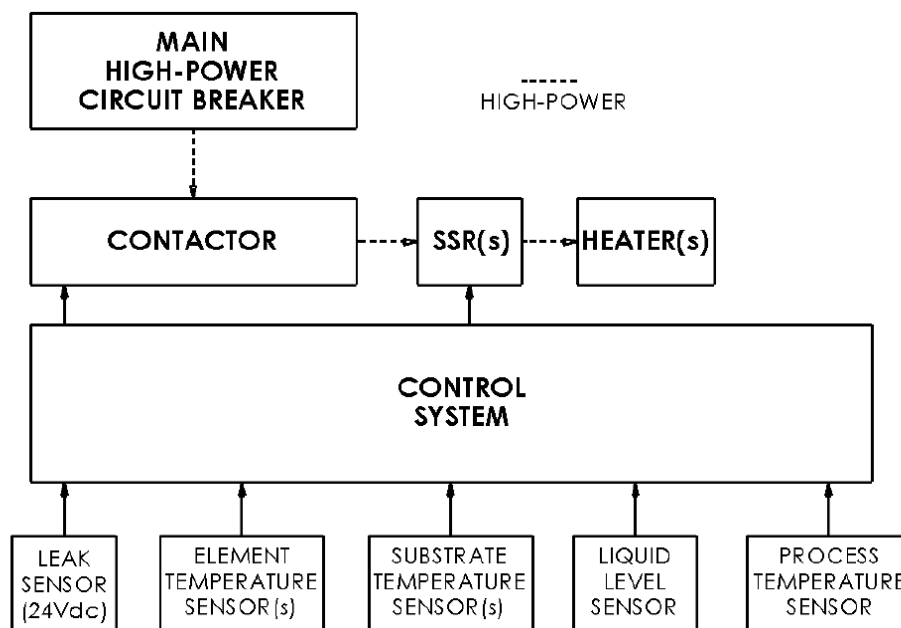 MAIN
HIGH-POWER
CIRCUIT BREAKER
HIGH-POWER
CONTACTOR
SSR(s)
HEATER(s)
CONTROL
SYSTEM
LEAK
SENSOR
(24Vdc)
ELEMENT
TEMPERATURE
SENSOR(s)
SUBSTRATE
TEMPERATURE
SENSOR(s)
LIQUID
LEVEL
SENSOR
PROCESS
TEMPERATURE
SENSOR